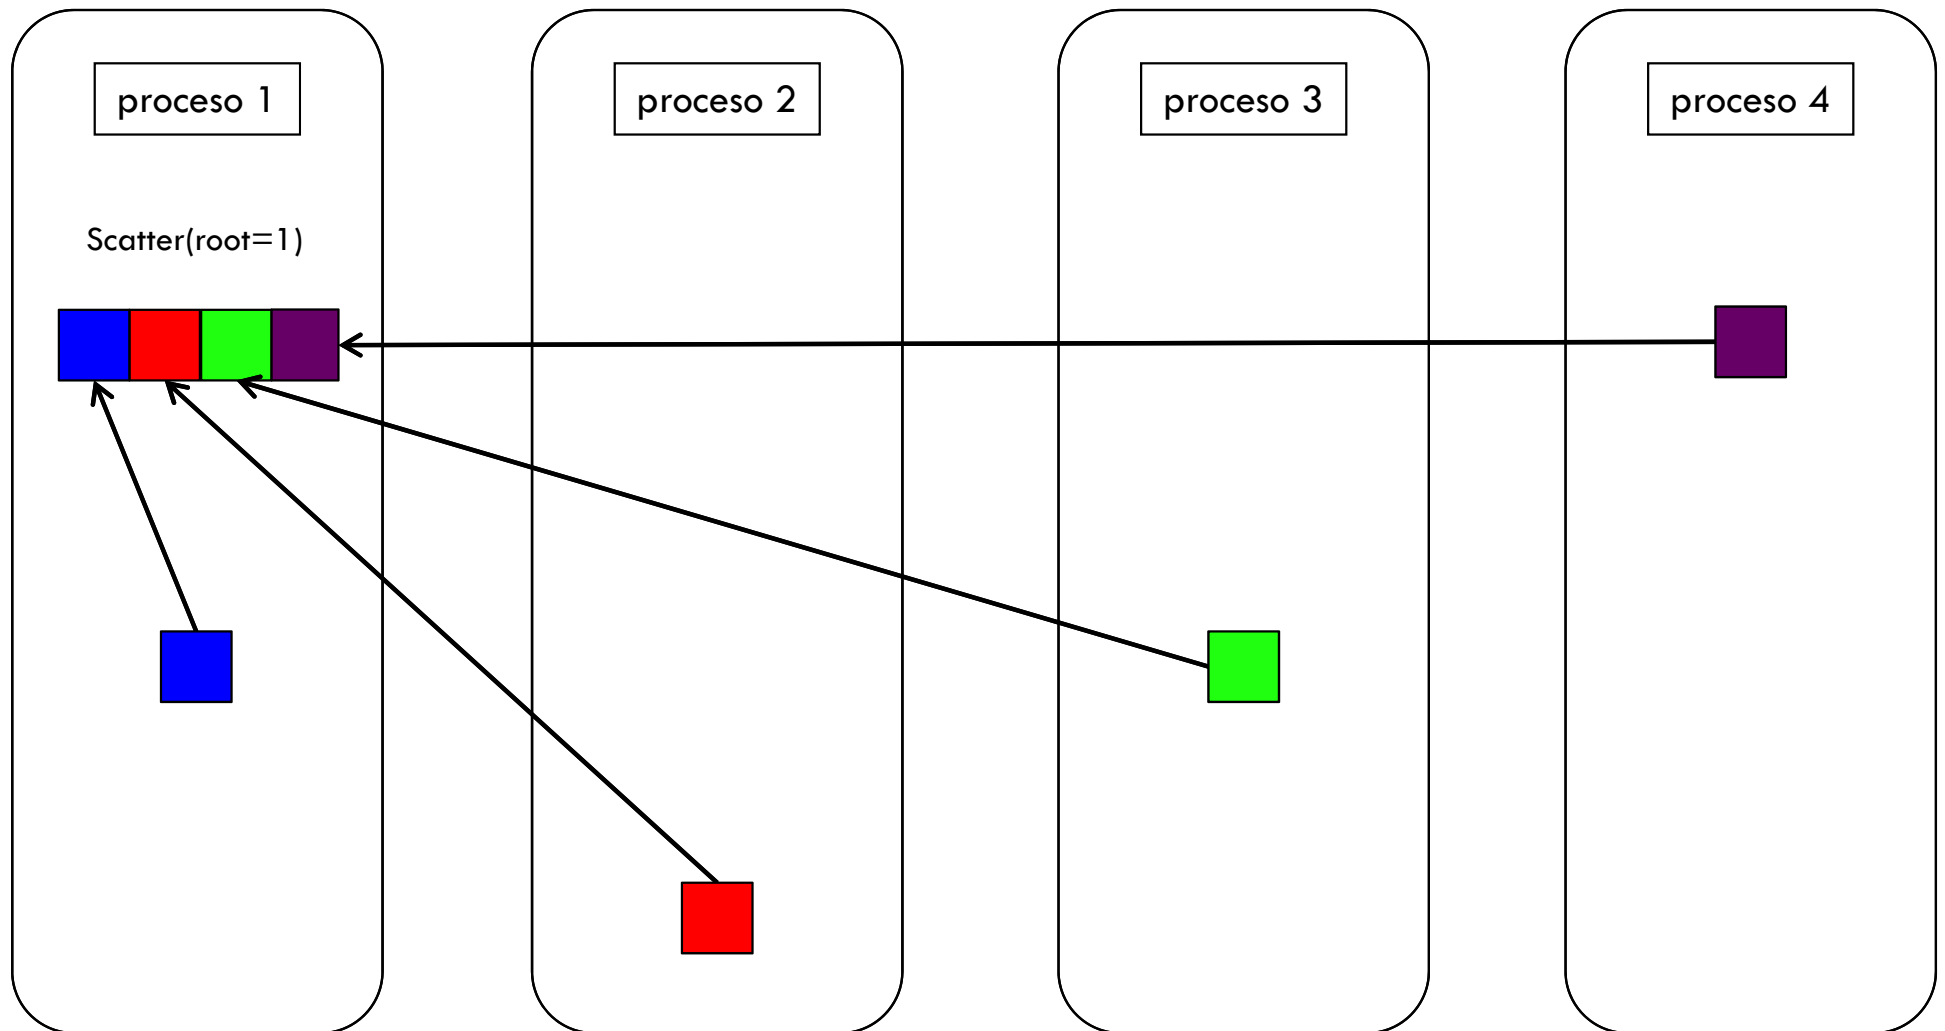 proceso 1
proceso 2
proceso 3
proceso 4
Scatter(root=1)